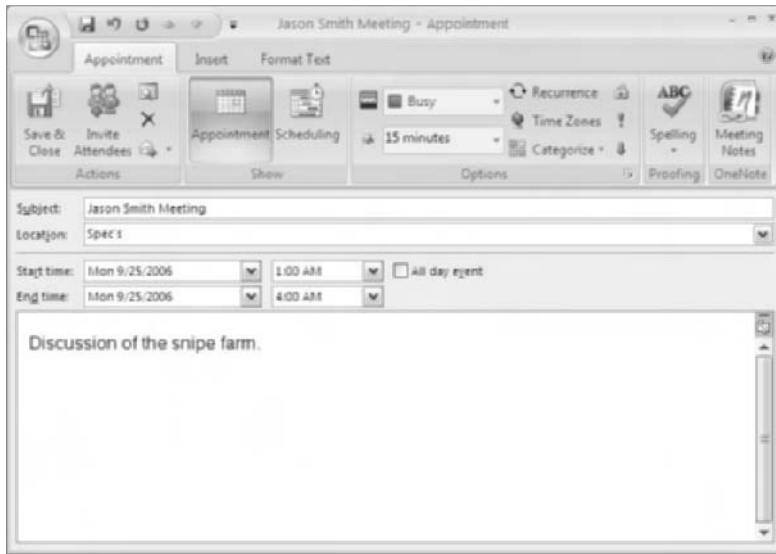 Jason Smith Meeting - Appointment
Appointment Insert Format Text
Save & Close
Invite Attendees
Appointment
Scheduling
Busy
15 minutes
Recurrence
Time Zones
Categorize
ABC
Spelling
Meeting Notes
Actions Show Options Proofing OneNote
Subject: Jason Smith Meeting
Location: Spec's
Start time: Mon 9/25/2006 1:00 AM All day event
End time: Mon 9/25/2006 4:00 AM
Discussion of the snipe farm.